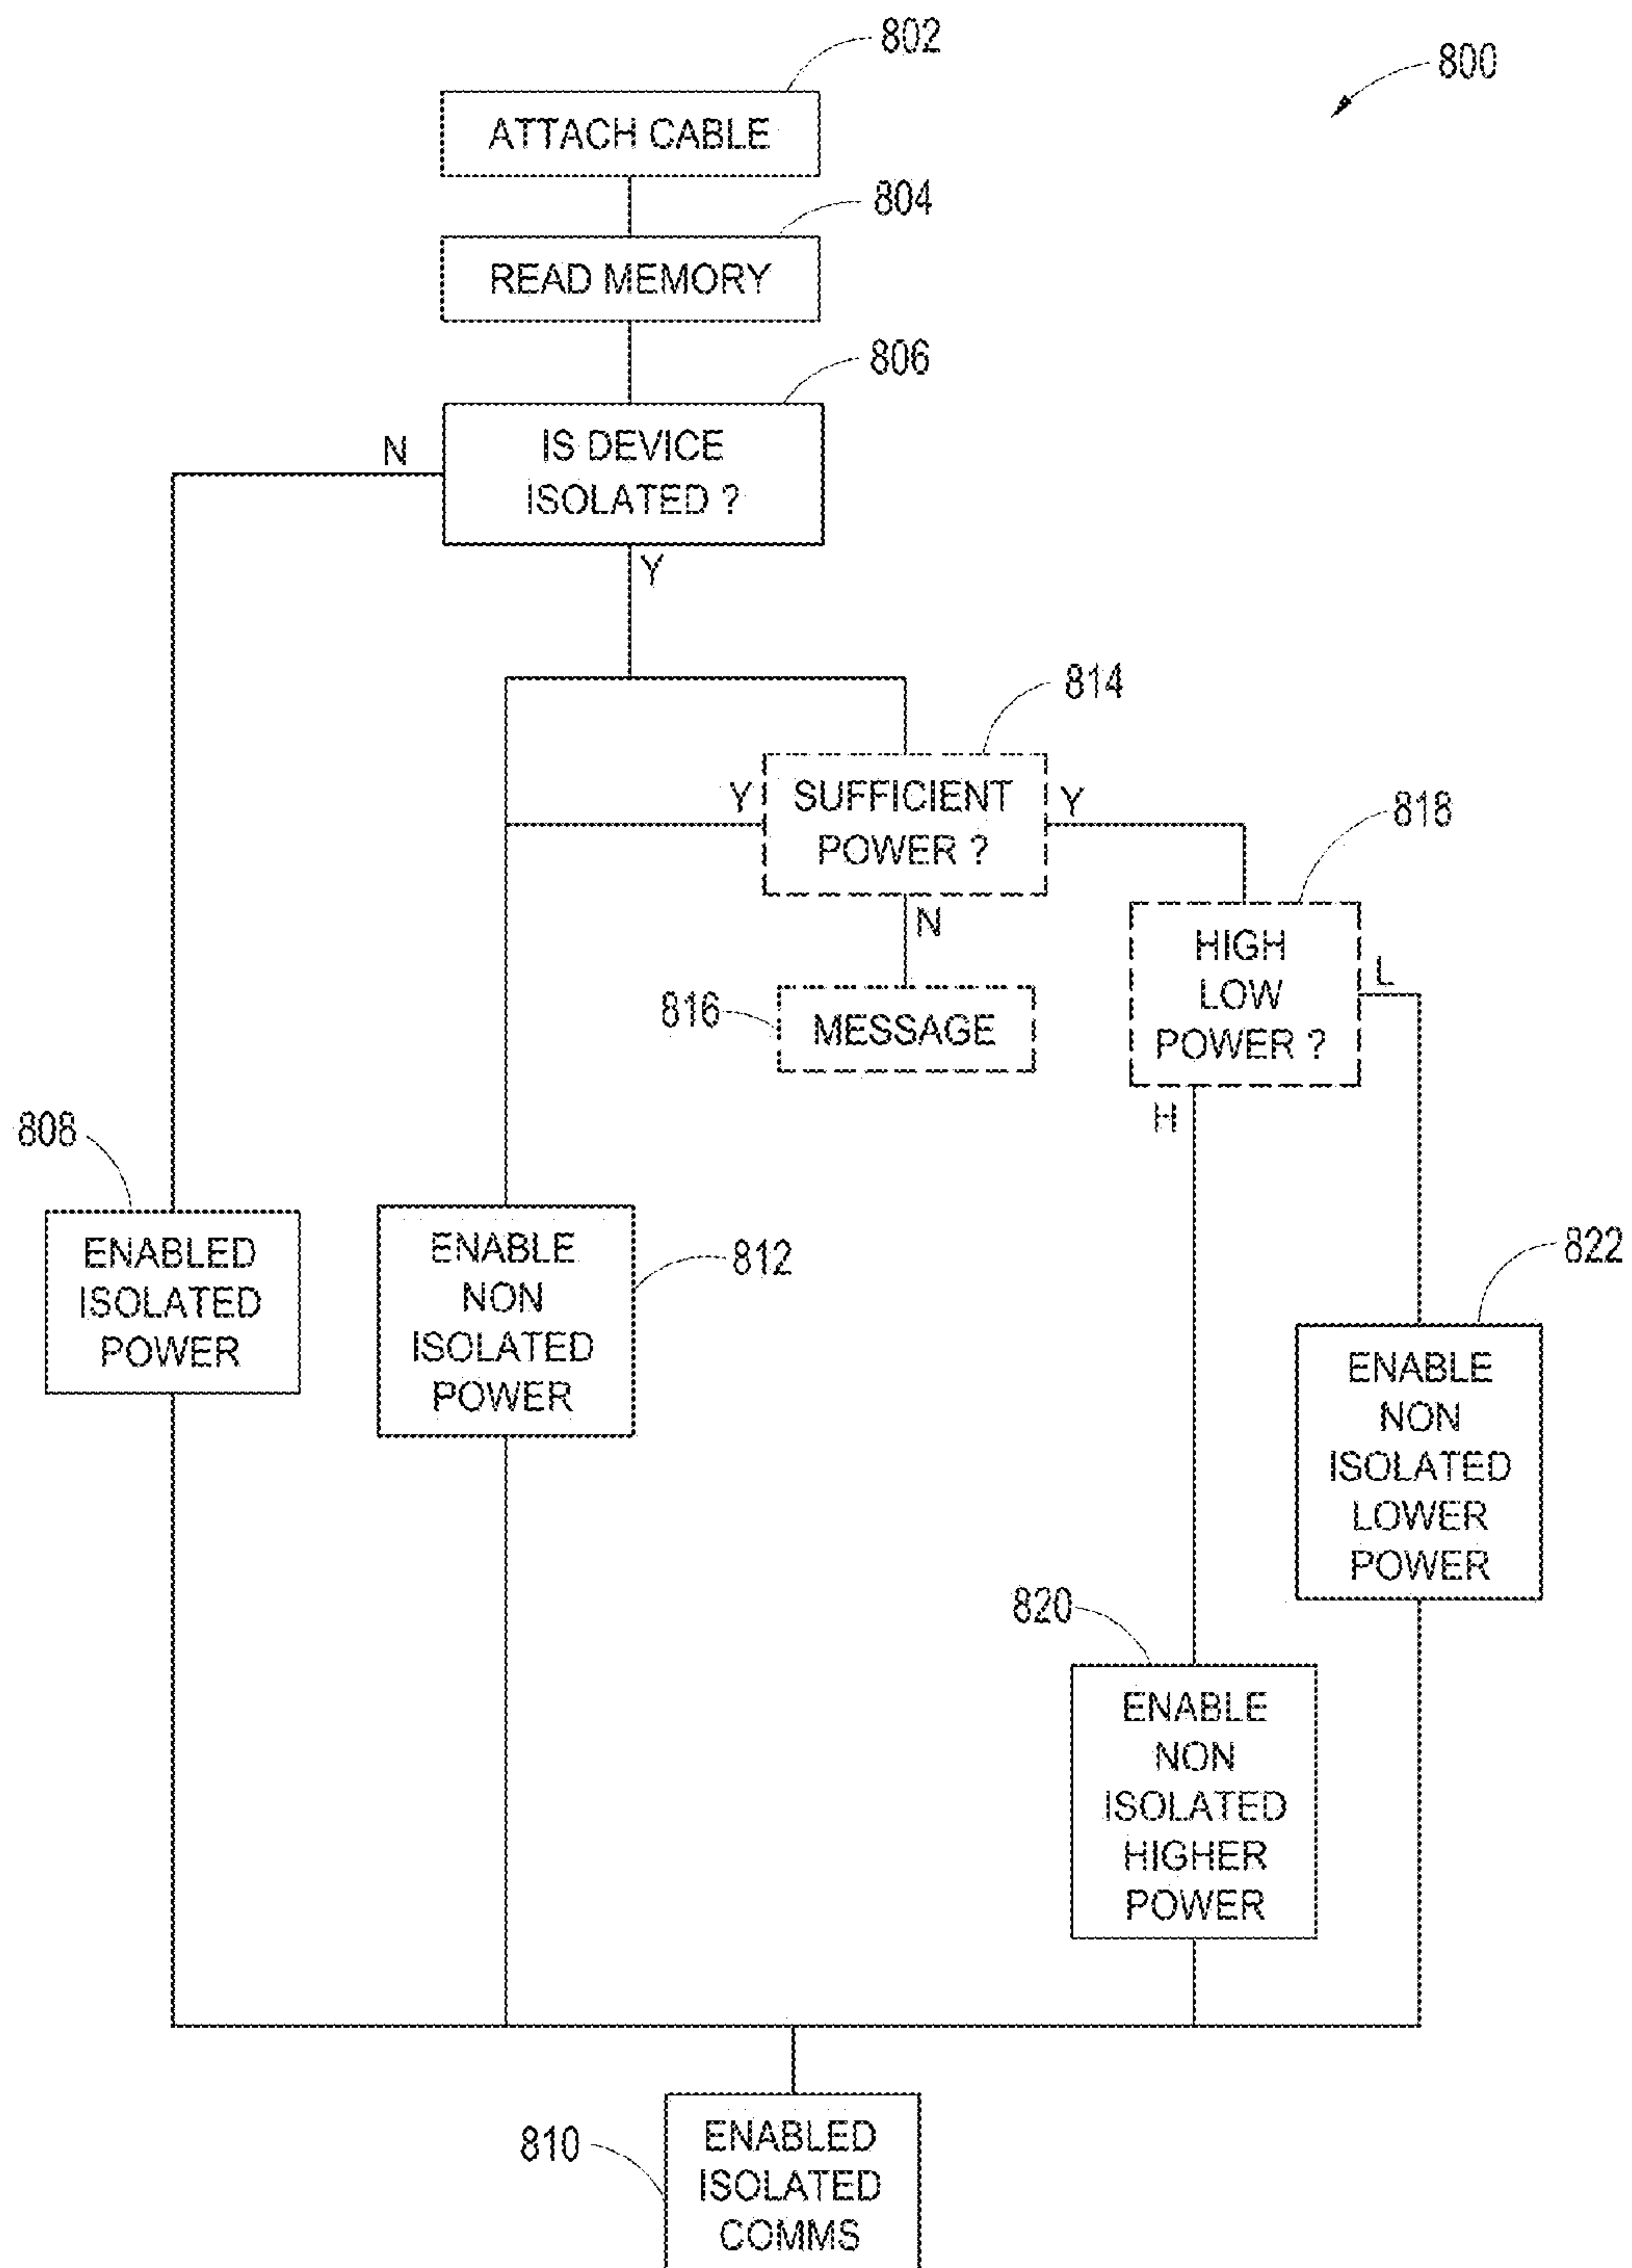 802
800
ATTACH CABLE
804
READ MEMORY
806
N
IS DEVICE
ISOLATED ?
Y
814
Y
SUFFICIENT
POWER ?
Y
818
N
HIGH
LOW
POWER ?
L
816
MESSAGE
H
808
ENABLED
ISOLATED
POWER
ENABLE
NON
ISOLATED
POWER
812
822
ENABLE
NON
ISOLATED
LOWER
POWER
820
ENABLE
NON
ISOLATED
HIGHER
POWER
810
ENABLED
ISOLATED
COMMS